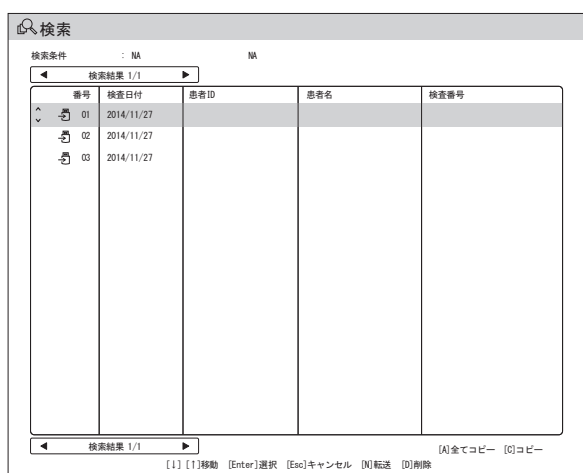 検索
検索条件 : NA NA
◀ 検索結果 1/1 ▶
番号 検査日付 患者ID 患者名 検査番号
01 2014/11/27
02 2014/11/27
03 2014/11/27
◀ 検索結果 1/1 ▶
[A]全てコピー [C]コピー
[↓][↑]移動 [Enter]選択 [Esc]キャンセル [N]転送 [D]削除